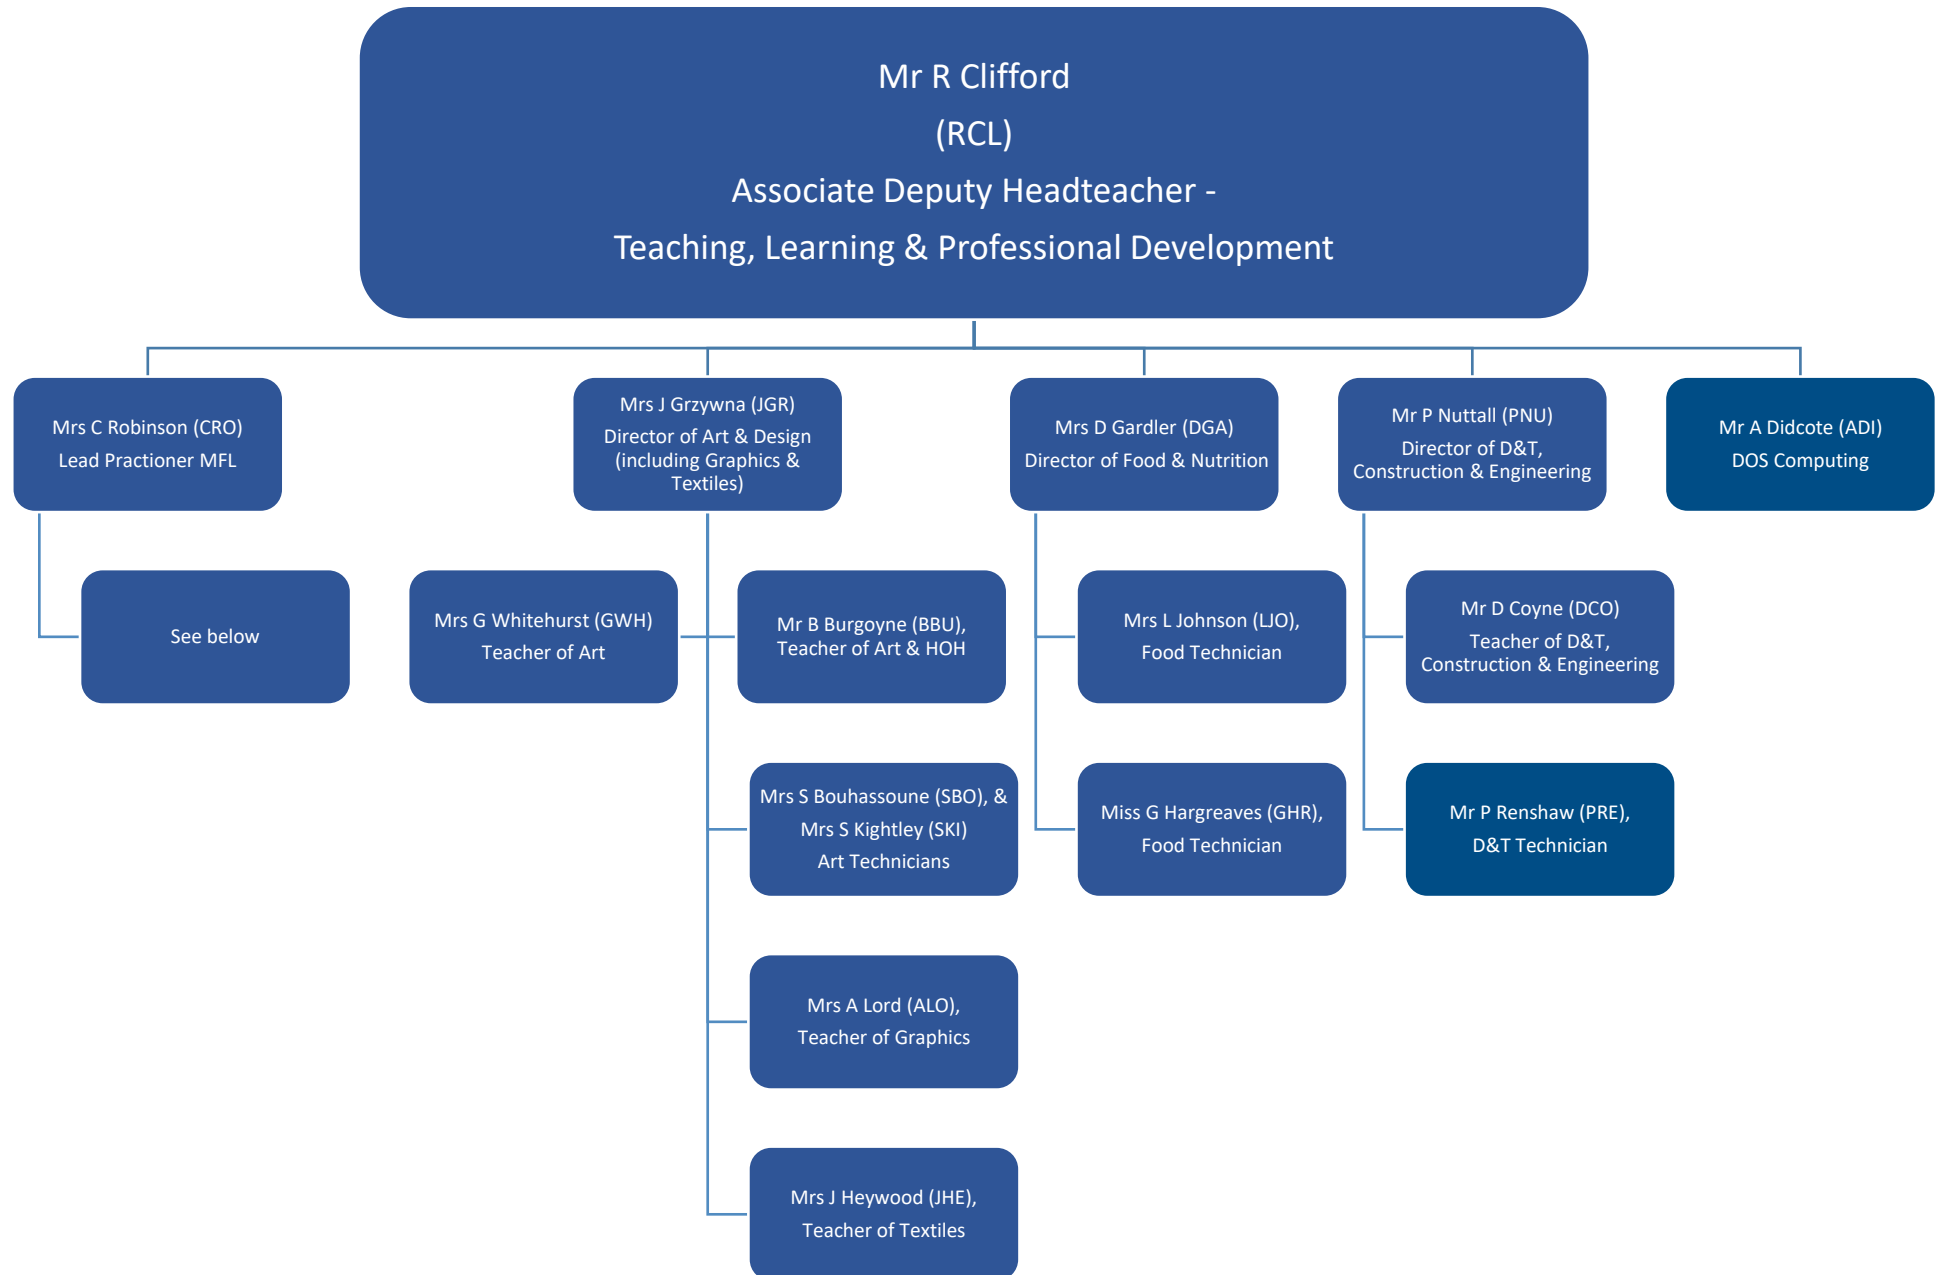 Mr R Clifford
(RCL)
Associate Deputy Headteacher -
Teaching, Learning & Professional Development
Mrs C Robinson (CRO)
Lead Practioner MFL
Mrs J Grzywna (JGR)
Director of Art & Design
(including Graphics &
Textiles)
Mrs D Gardler (DGA)
Director of Food & Nutrition
Mr P Nuttall (PNU)
Director of D&T,
Construction & Engineering
Mr A Didcote (ADI)
DOS Computing
See below
Mrs G Whitehurst (GWH)
Teacher of Art
Mr B Burgoyne (BBU),
Teacher of Art & HOH
Mrs L Johnson (LJO),
Food Technician
Mr D Coyne (DCO)
Teacher of D&T,
Construction & Engineering
Mrs S Bouhassoune (SBO), &
Mrs S Kightley (SKI)
Art Technicians
Miss G Hargreaves (GHR),
Food Technician
Mr P Renshaw (PRE),
D&T Technician
Mrs A Lord (ALO),
Teacher of Graphics
Mrs J Heywood (JHE),
Teacher of Textiles